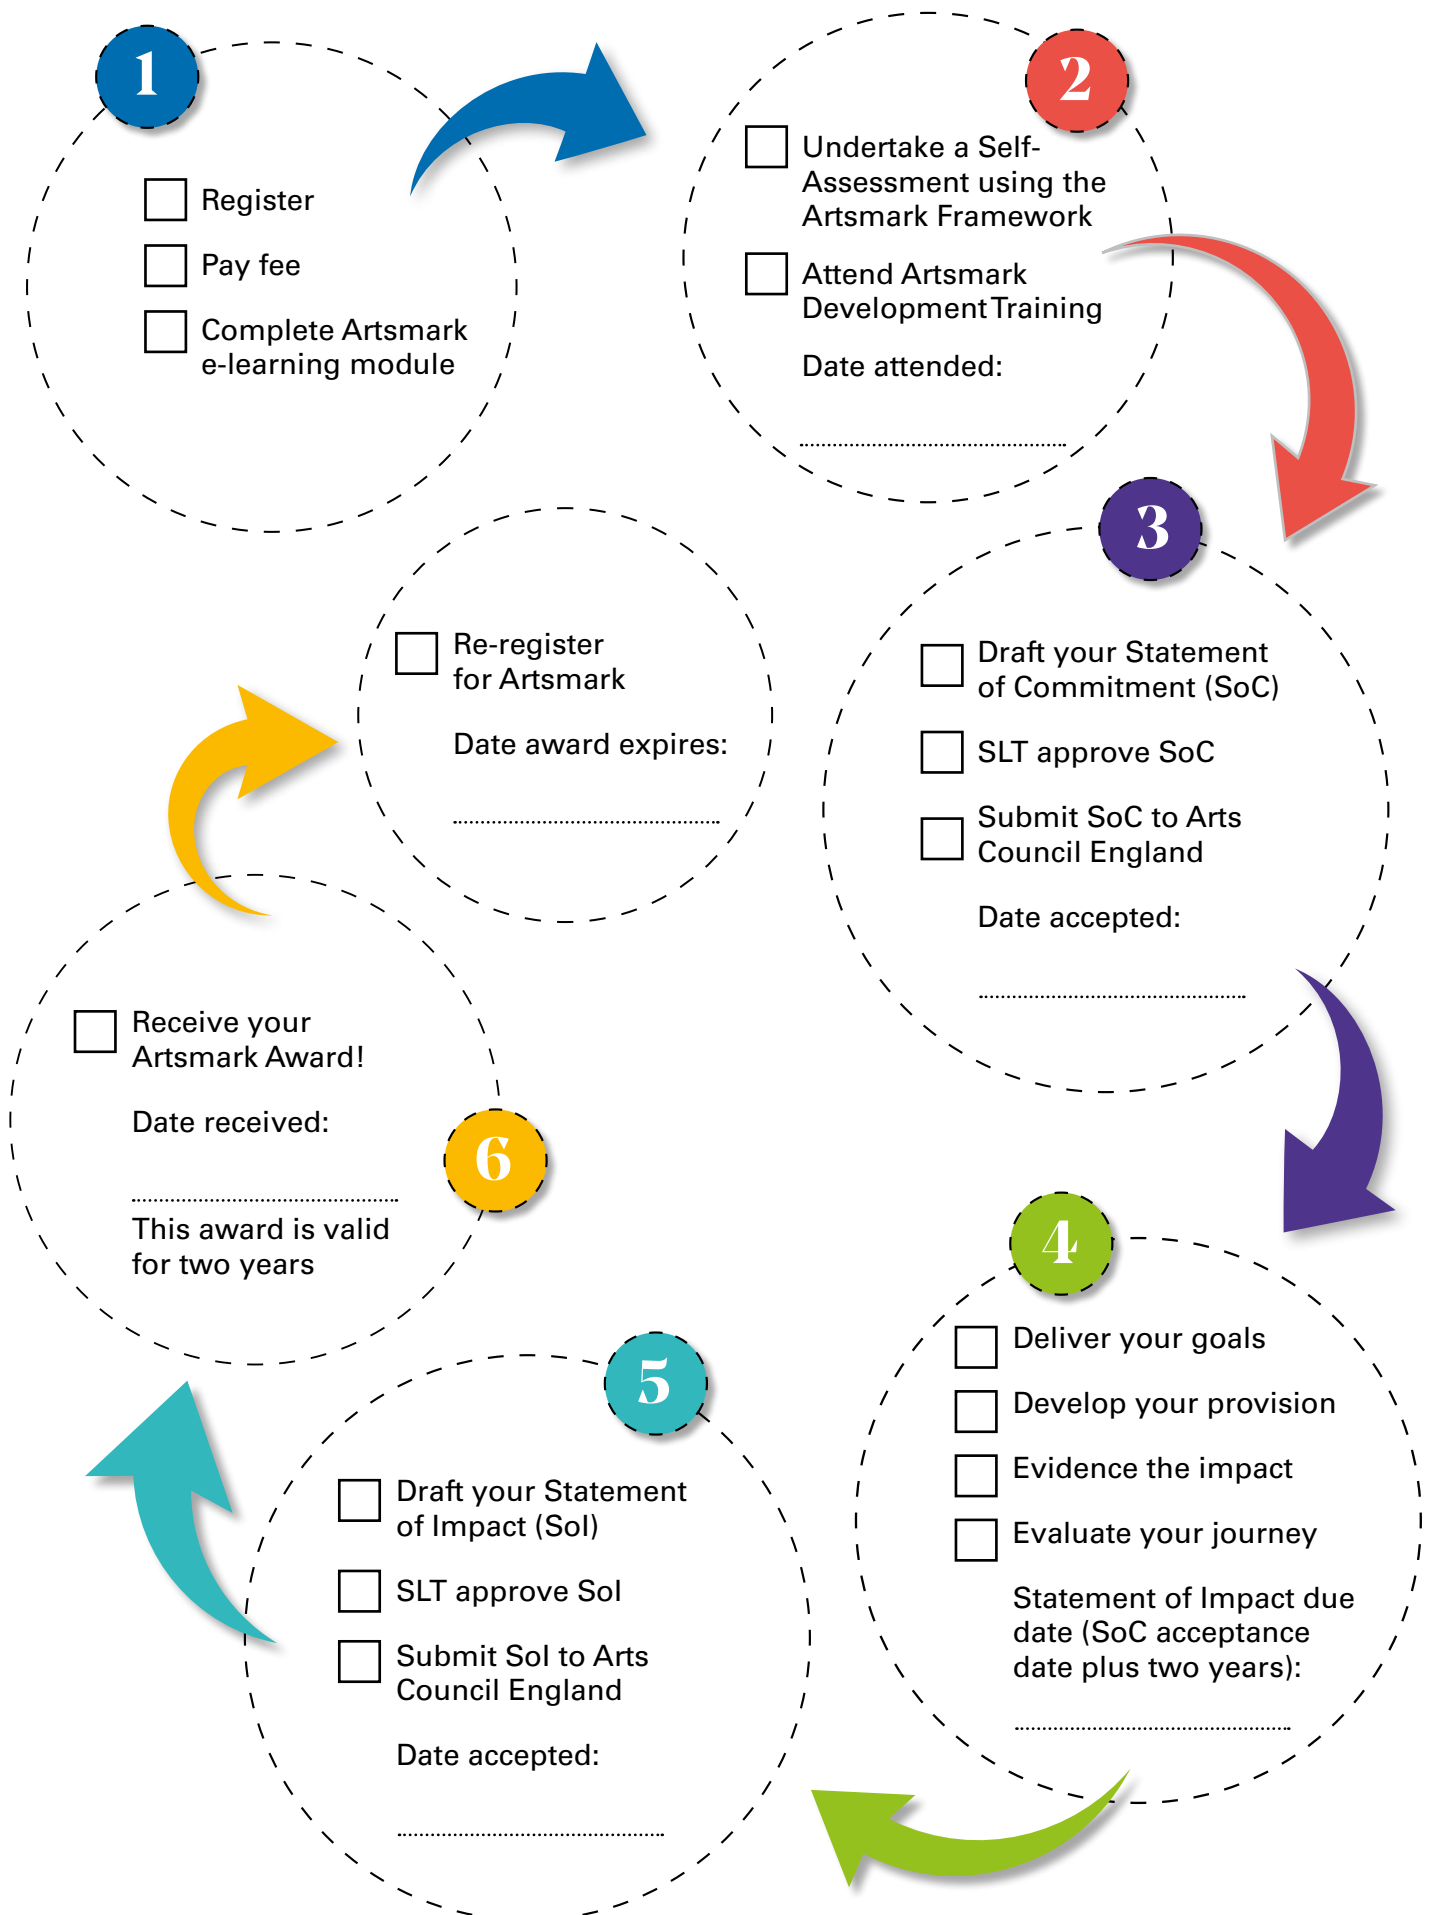 1
Register
Pay fee
Complete Artsmark
e-learning module
2
Undertake a Self-
Assessment using the
Artsmark Framework
Attend Artsmark
Development Training
Date attended:
3
Draft your Statement
of Commitment (SoC)
SLT approve SoC
Submit SoC to Arts
Council England
Date accepted:
4
Deliver your goals
Develop your provision
Evidence the impact
Evaluate your journey
Statement of Impact due
date (SoC acceptance
date plus two years):
5
Draft your Statement
of Impact (SoI)
SLT approve SoI
Submit SoI to Arts
Council England
Date accepted:
6
Receive your
Artsmark Award!
Date received:
This award is valid
for two years
Re-register
for Artsmark
Date award expires: